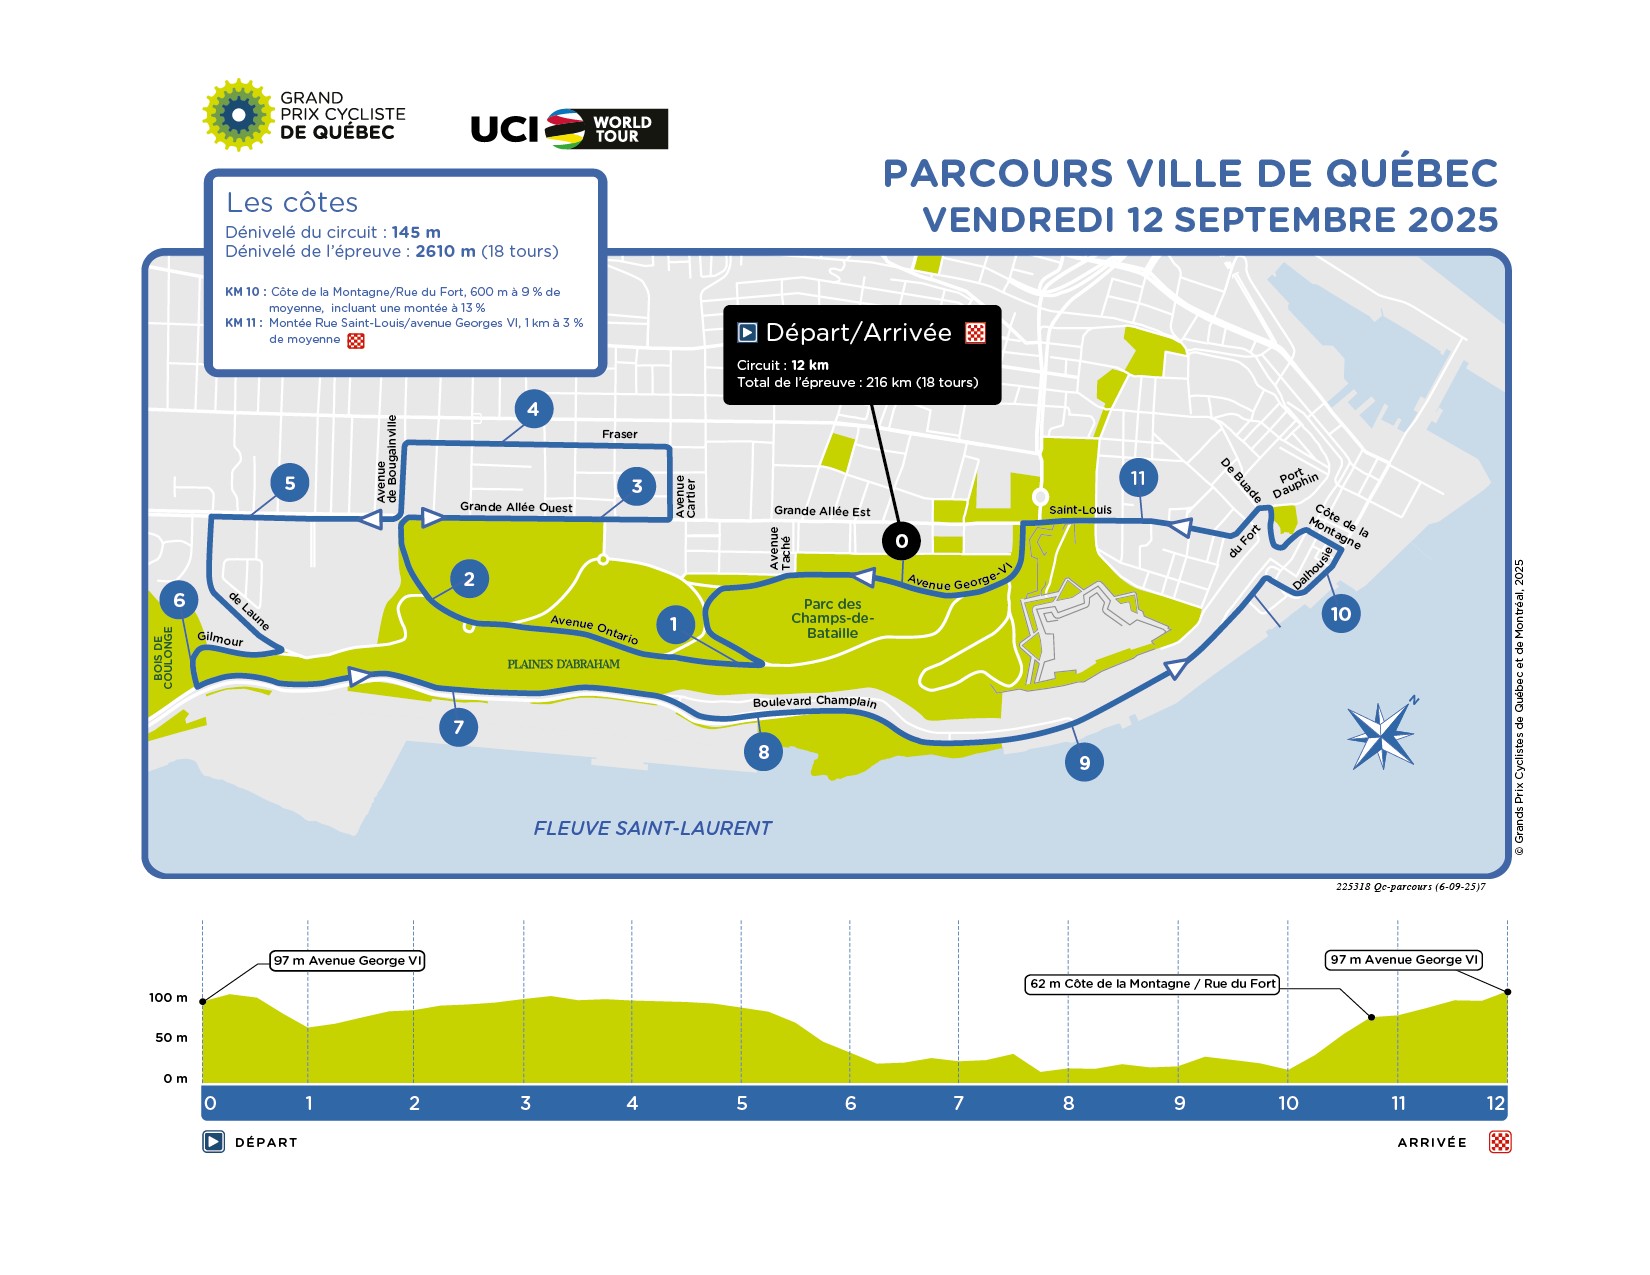 GRAND
PRIX CYCLISTE
DE QUÉBEC
UCI WORLD
TOUR
PARCOURS VILLE DE QUÉBEC
VENDREDI 12 SEPTEMBRE 2025
Les côtes
Dénivelé du circuit : 145 m
Dénivelé de l'épreuve : 2610 m (18 tours)
KM 10 : Côte de la Montagne/Rue du Fort, 600 m à 9 % de
moyenne, incluant une montée à 13 %
KM 11 : Montée Rue Saint-Louis/avenue Georges VI, 1 km à 3 %
de moyenne
Départ/Arrivée
Circuit : 12 km
Total de l'épreuve : 216 km (18 tours)
4
Fraser
Avenue
de Bougainville
5
3
Grande Allée Ouest
Avenue
Cartier
Grande Allée Est
Avenue
Taché
0
11
Saint-Louis
De Buade
Port
Dauphin
Côte de la
Montagne
du Fort
Dalhousie
10
Avenue George-VI
2
6
de Laune
Gilmour
BOIS DE
COULONGE
Avenue Ontario
1
Parc des
Champs-de-
Bataille
PLAINES D'ABRAHAM
Boulevard Champlain
7
8
9
N
FLEUVE SAINT-LAURENT
© Grands Prix Cyclistes de Québec et de Montréal, 2025
225318 Qc-parcours (6-09-25)7
97 m Avenue George VI
97 m Avenue George VI
62 m Côte de la Montagne / Rue du Fort
100 m
50 m
0 m
0 1 2 3 4 5 6 7 8 9 10 11 12
DÉPART
ARRIVÉE